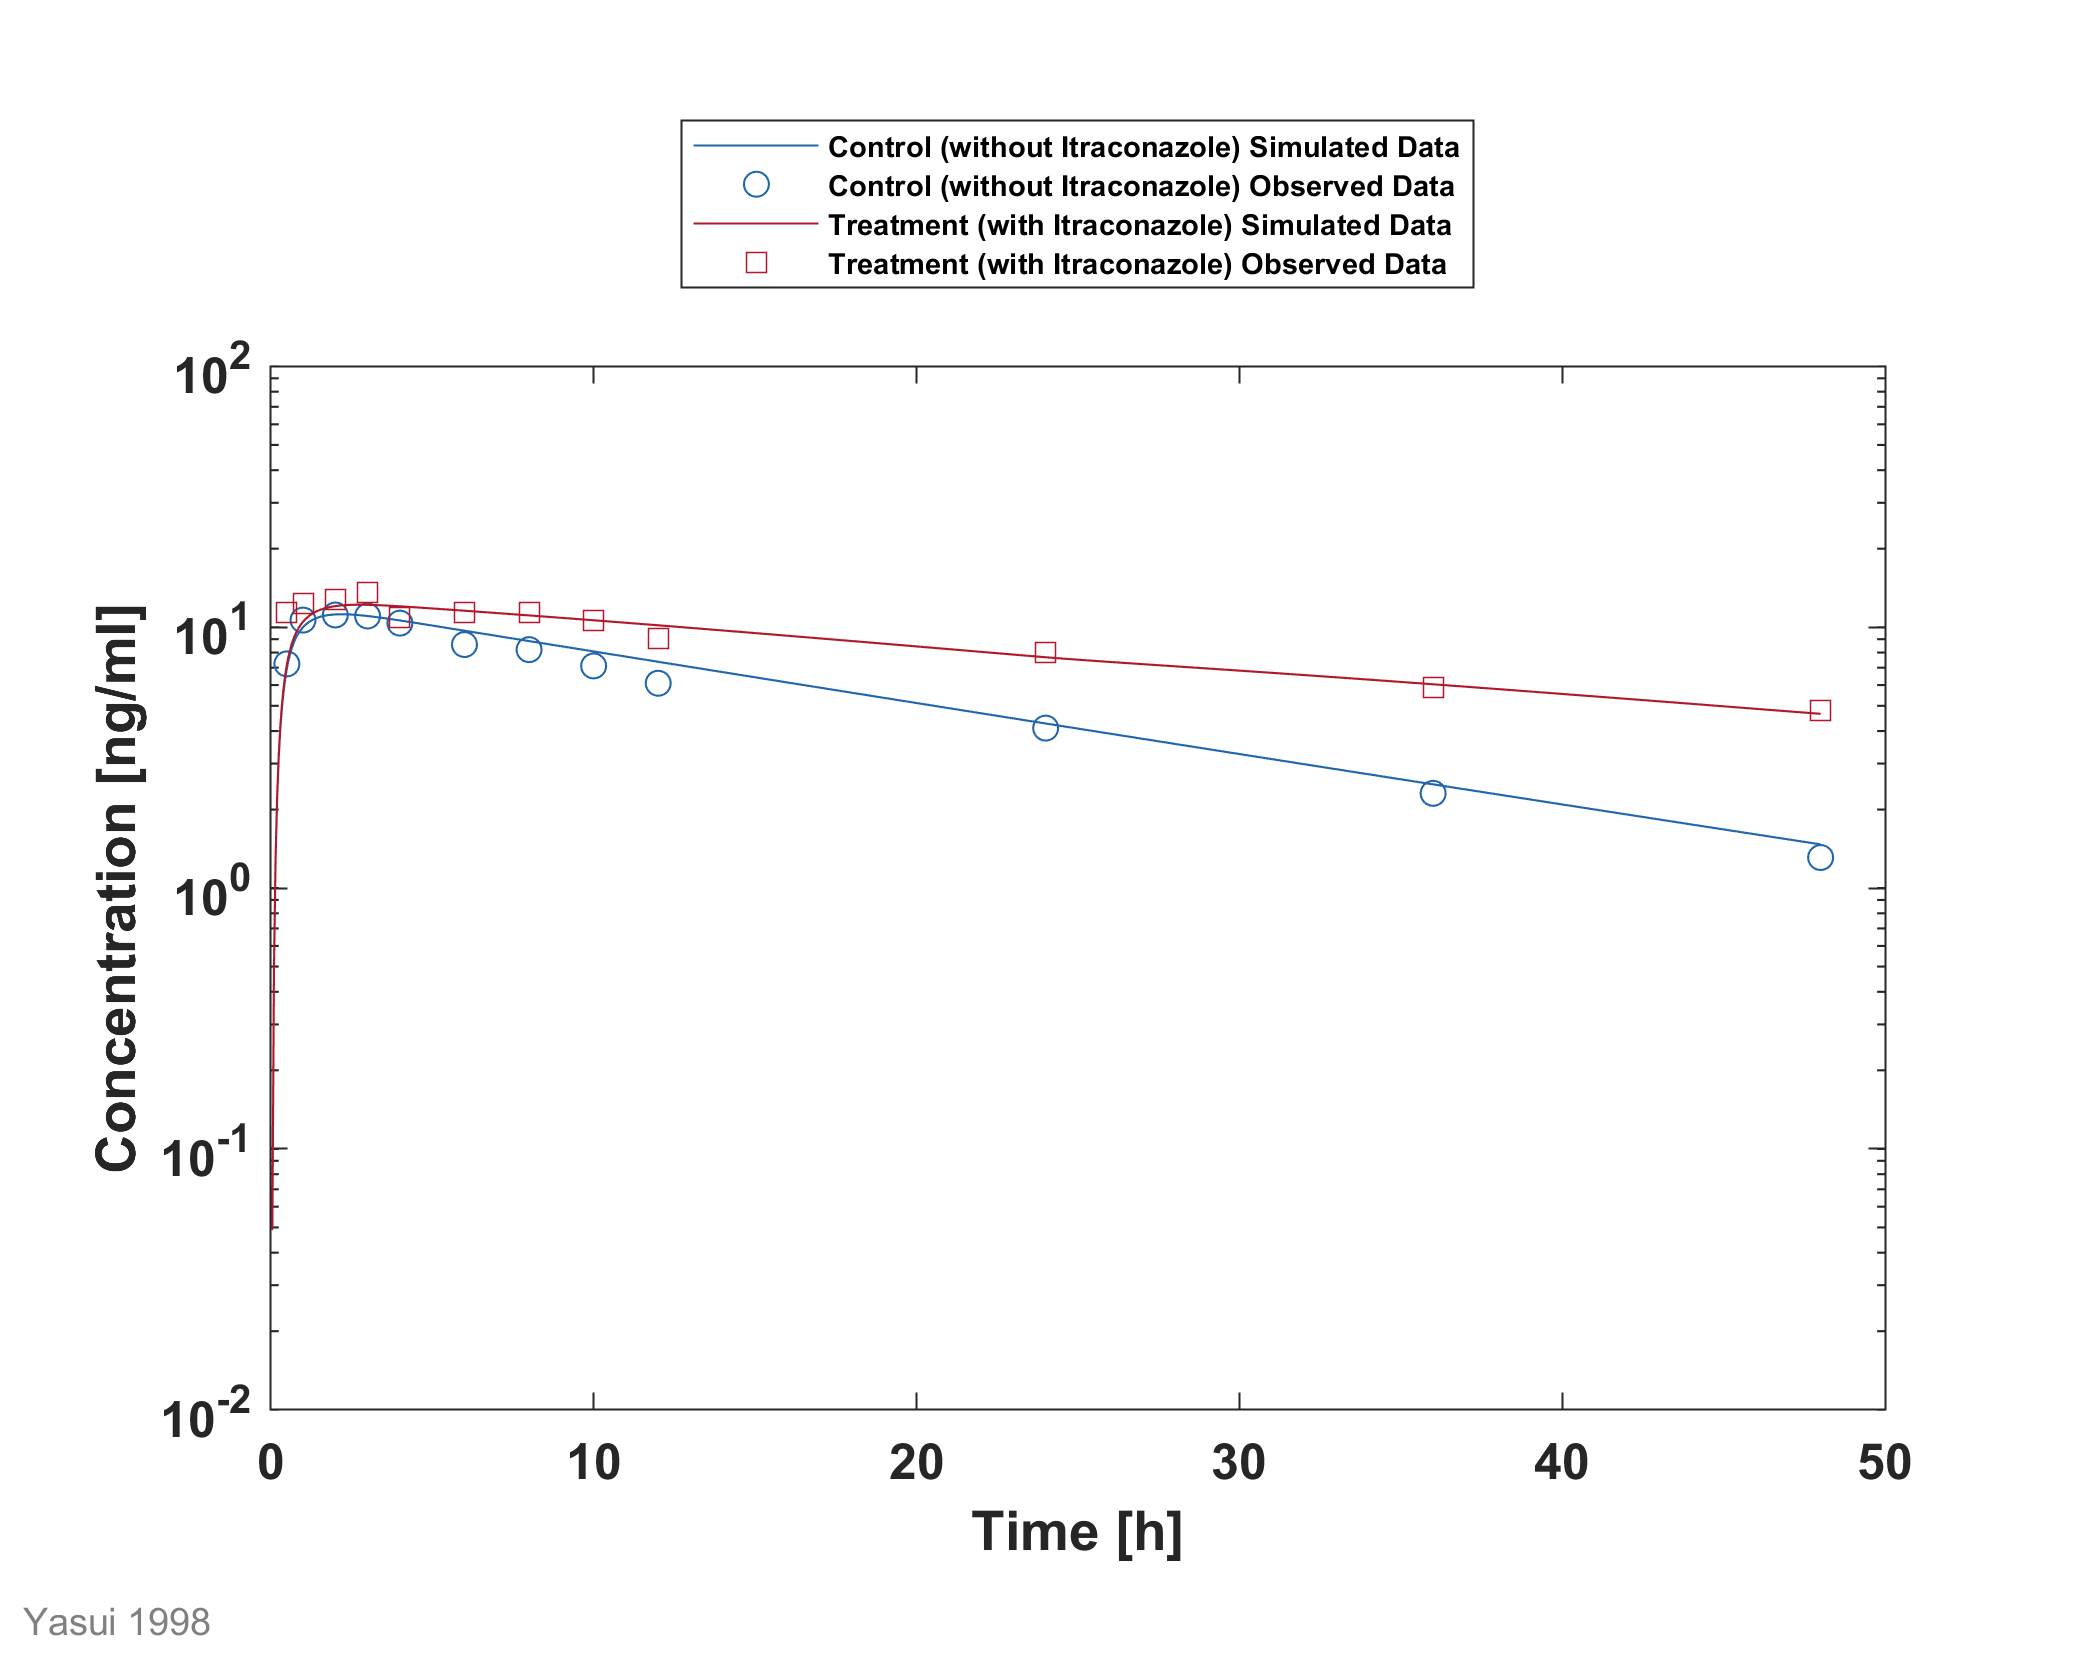 Control (without Itraconazole) Simulated Data
Control (without Itraconazole) Observed Data
Treatment (with Itraconazole) Simulated Data
Treatment (with Itraconazole) Observed Data
10^2
10^1
10^0
10^-1
10^-2
Concentration [ng/ml]
0 10 20 30 40 50
Time [h]
Yasui 1998